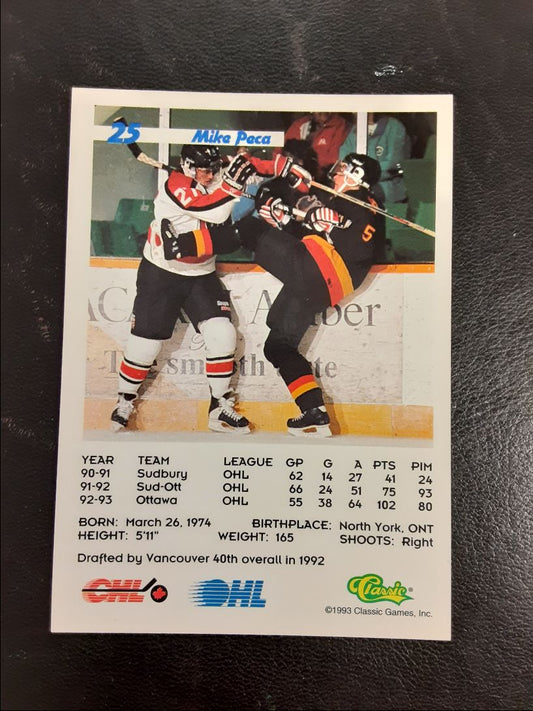 25 Mike Peca
2
5
YEAR TEAM LEAGUE GP G A PTS PIM
90-91 Sudbury OHL 62 14 27 41 24
91-92 Sud-Ott OHL 66 24 51 75 93
92-93 Ottawa OHL 55 38 64 102 80
BORN: March 26, 1974 BIRTHPLACE: North York, ONT
HEIGHT: 5'11" WEIGHT: 165 SHOOTS: Right
Drafted by Vancouver 40th overall in 1992
CHL OHL Classic®
©1993 Classic Games, Inc.